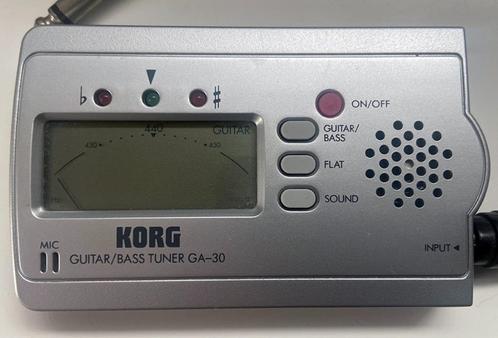 ♭ ▼ ♯
ON/OFF
440
GUITAR
430 430
GUITAR/
BASS
FLAT
SOUND
KORG
MIC
INPUT ◄
GUITAR/BASS TUNER GA-30